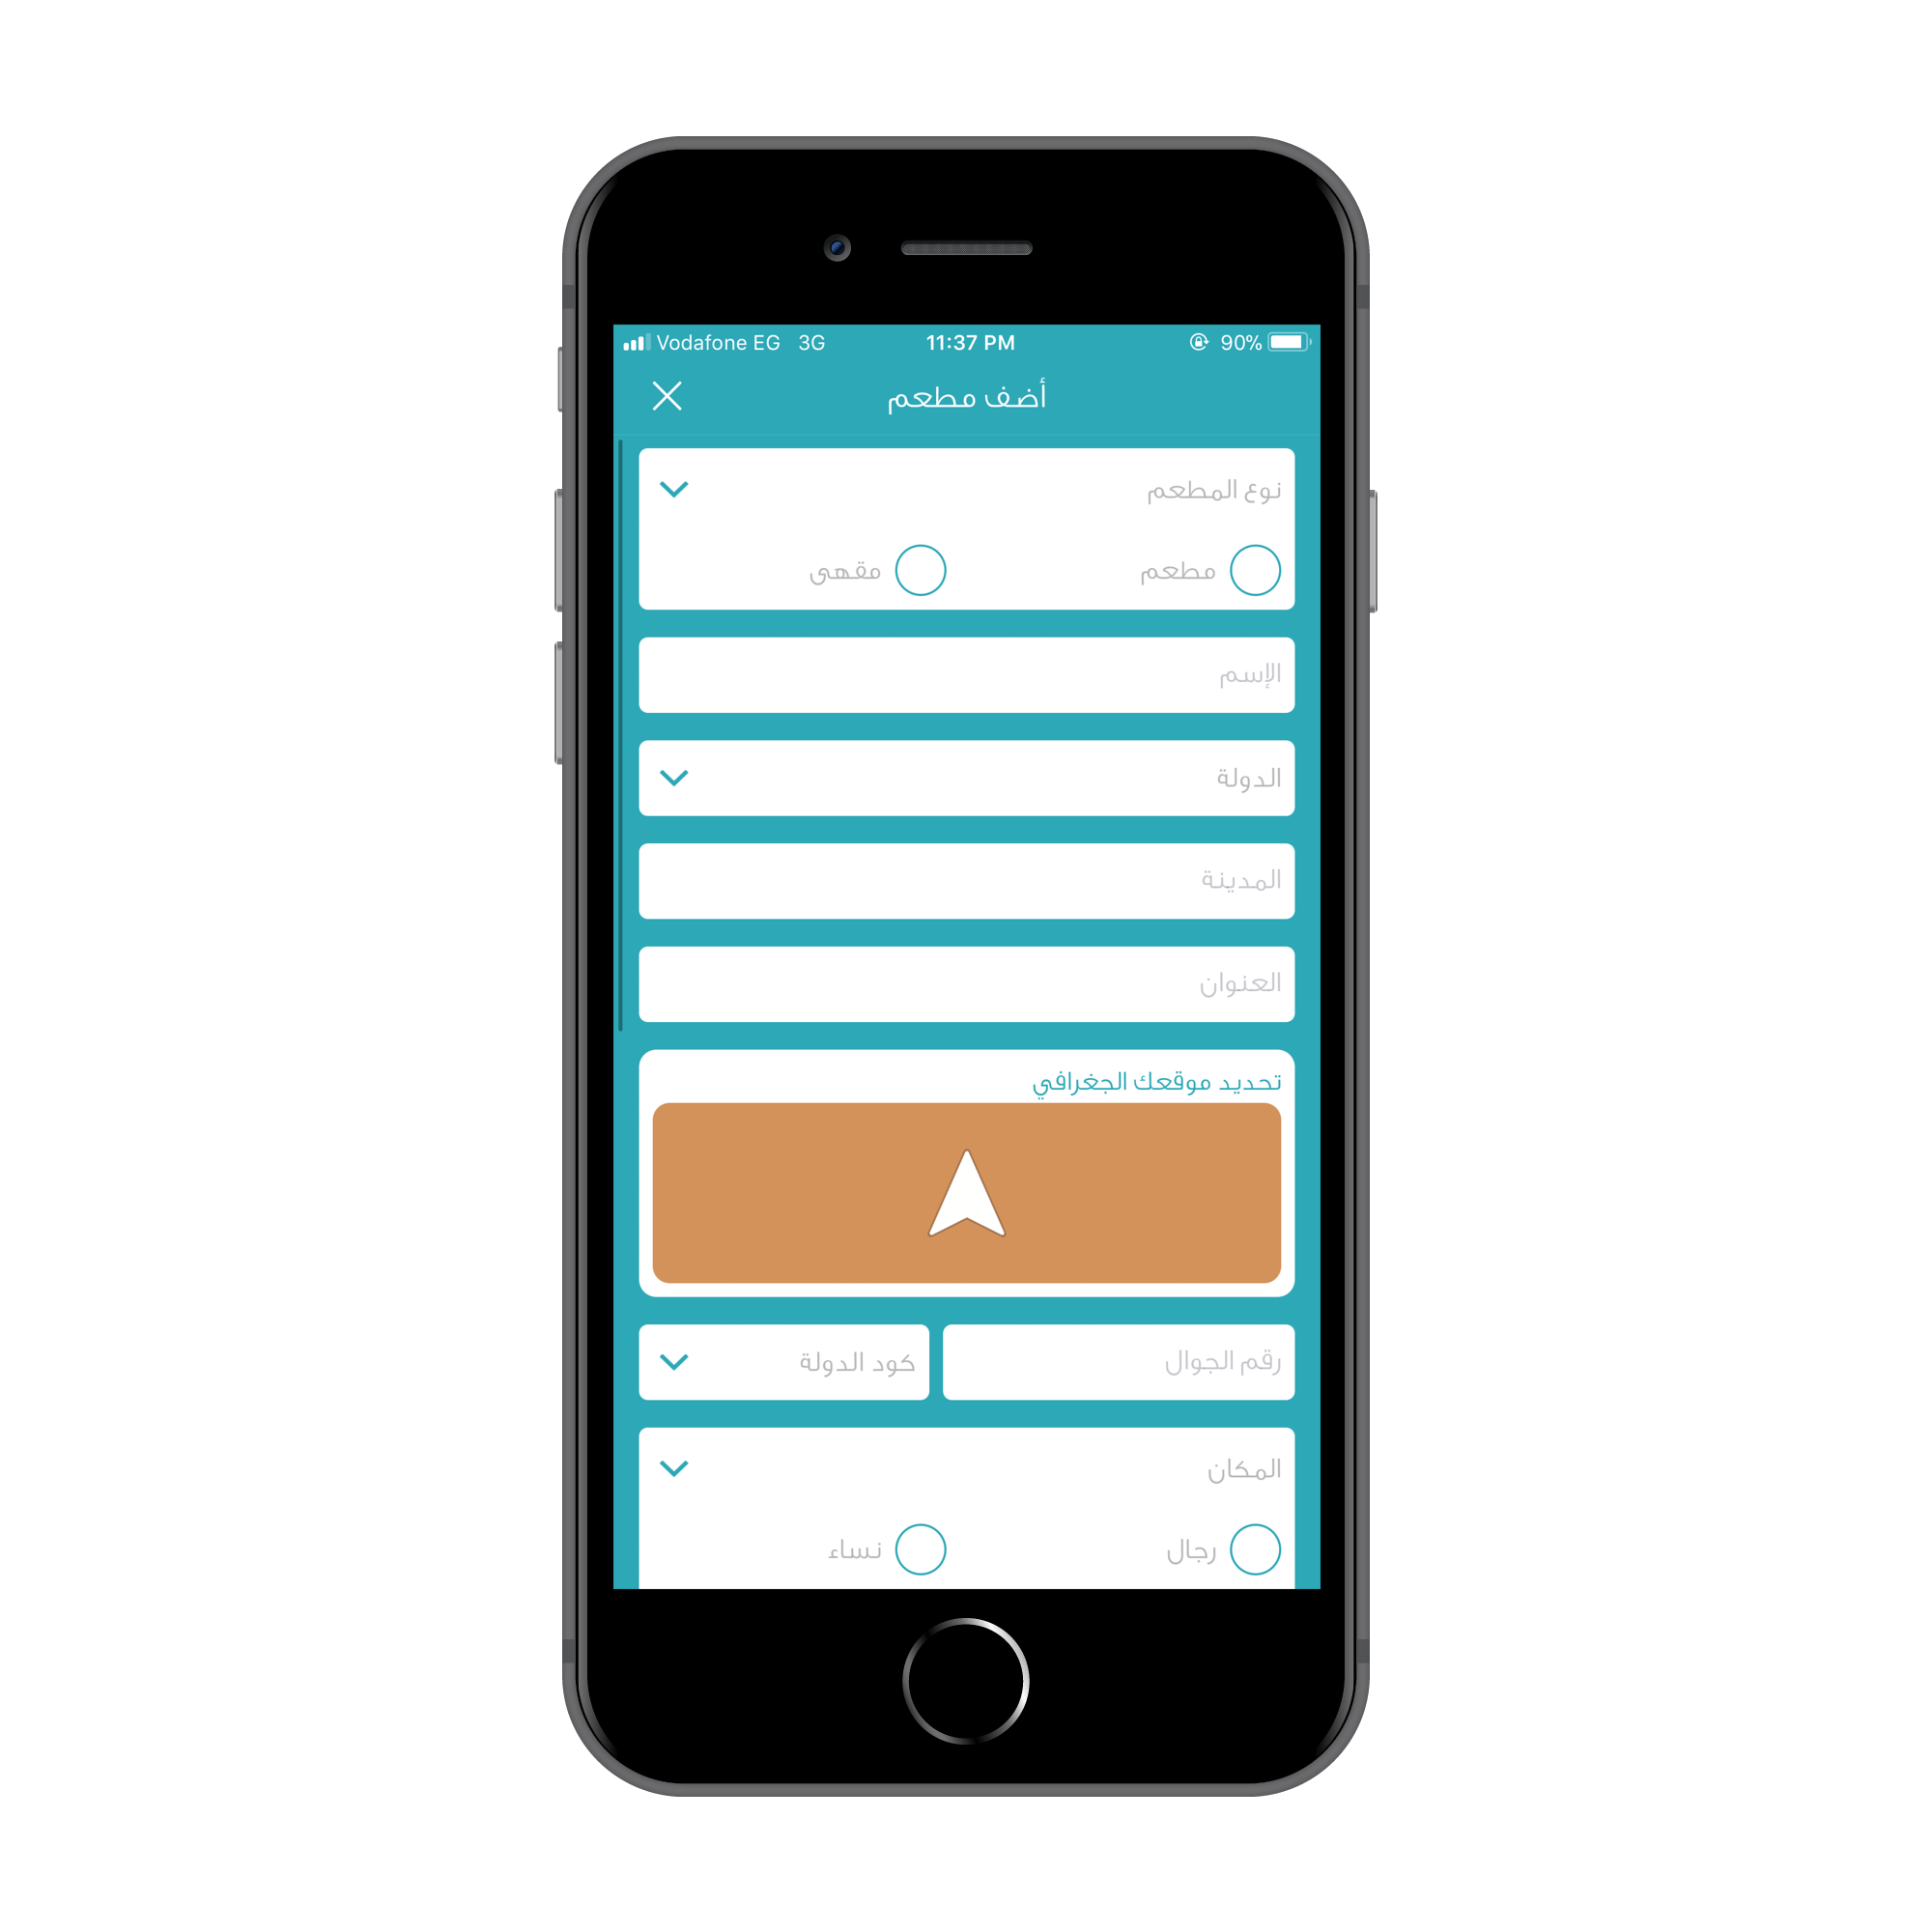 Vodafone EG 3G 11:37 PM 90%
أضف مطعم
نوع المطعم
مطعم مقهى
الإسم
الدولة
المدينة
العنوان
تحديد موقعك الجغرافي
رقم الجوال كود الدولة
المكان
رجال نساء